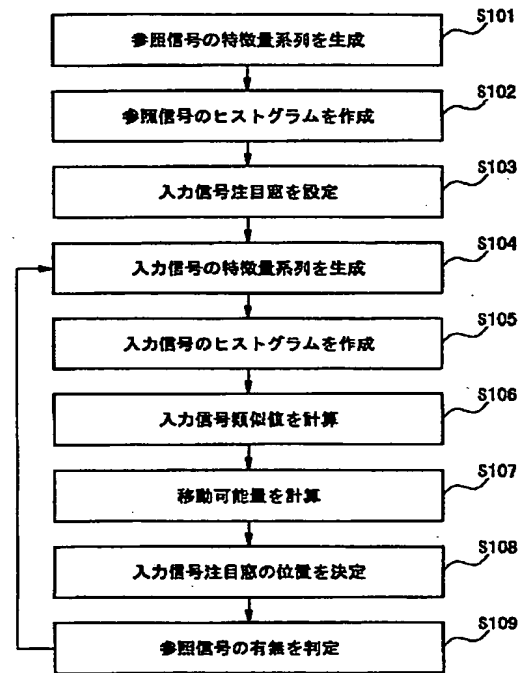 S101
参照信号の特徴量系列を生成
S102
参照信号のヒストグラムを作成
S103
入力信号注目窓を設定
S104
入力信号の特徴量系列を生成
S105
入力信号のヒストグラムを作成
S106
入力信号類似値を計算
S107
移動可能量を計算
S108
入力信号注目窓の位置を決定
S109
参照信号の有無を判定